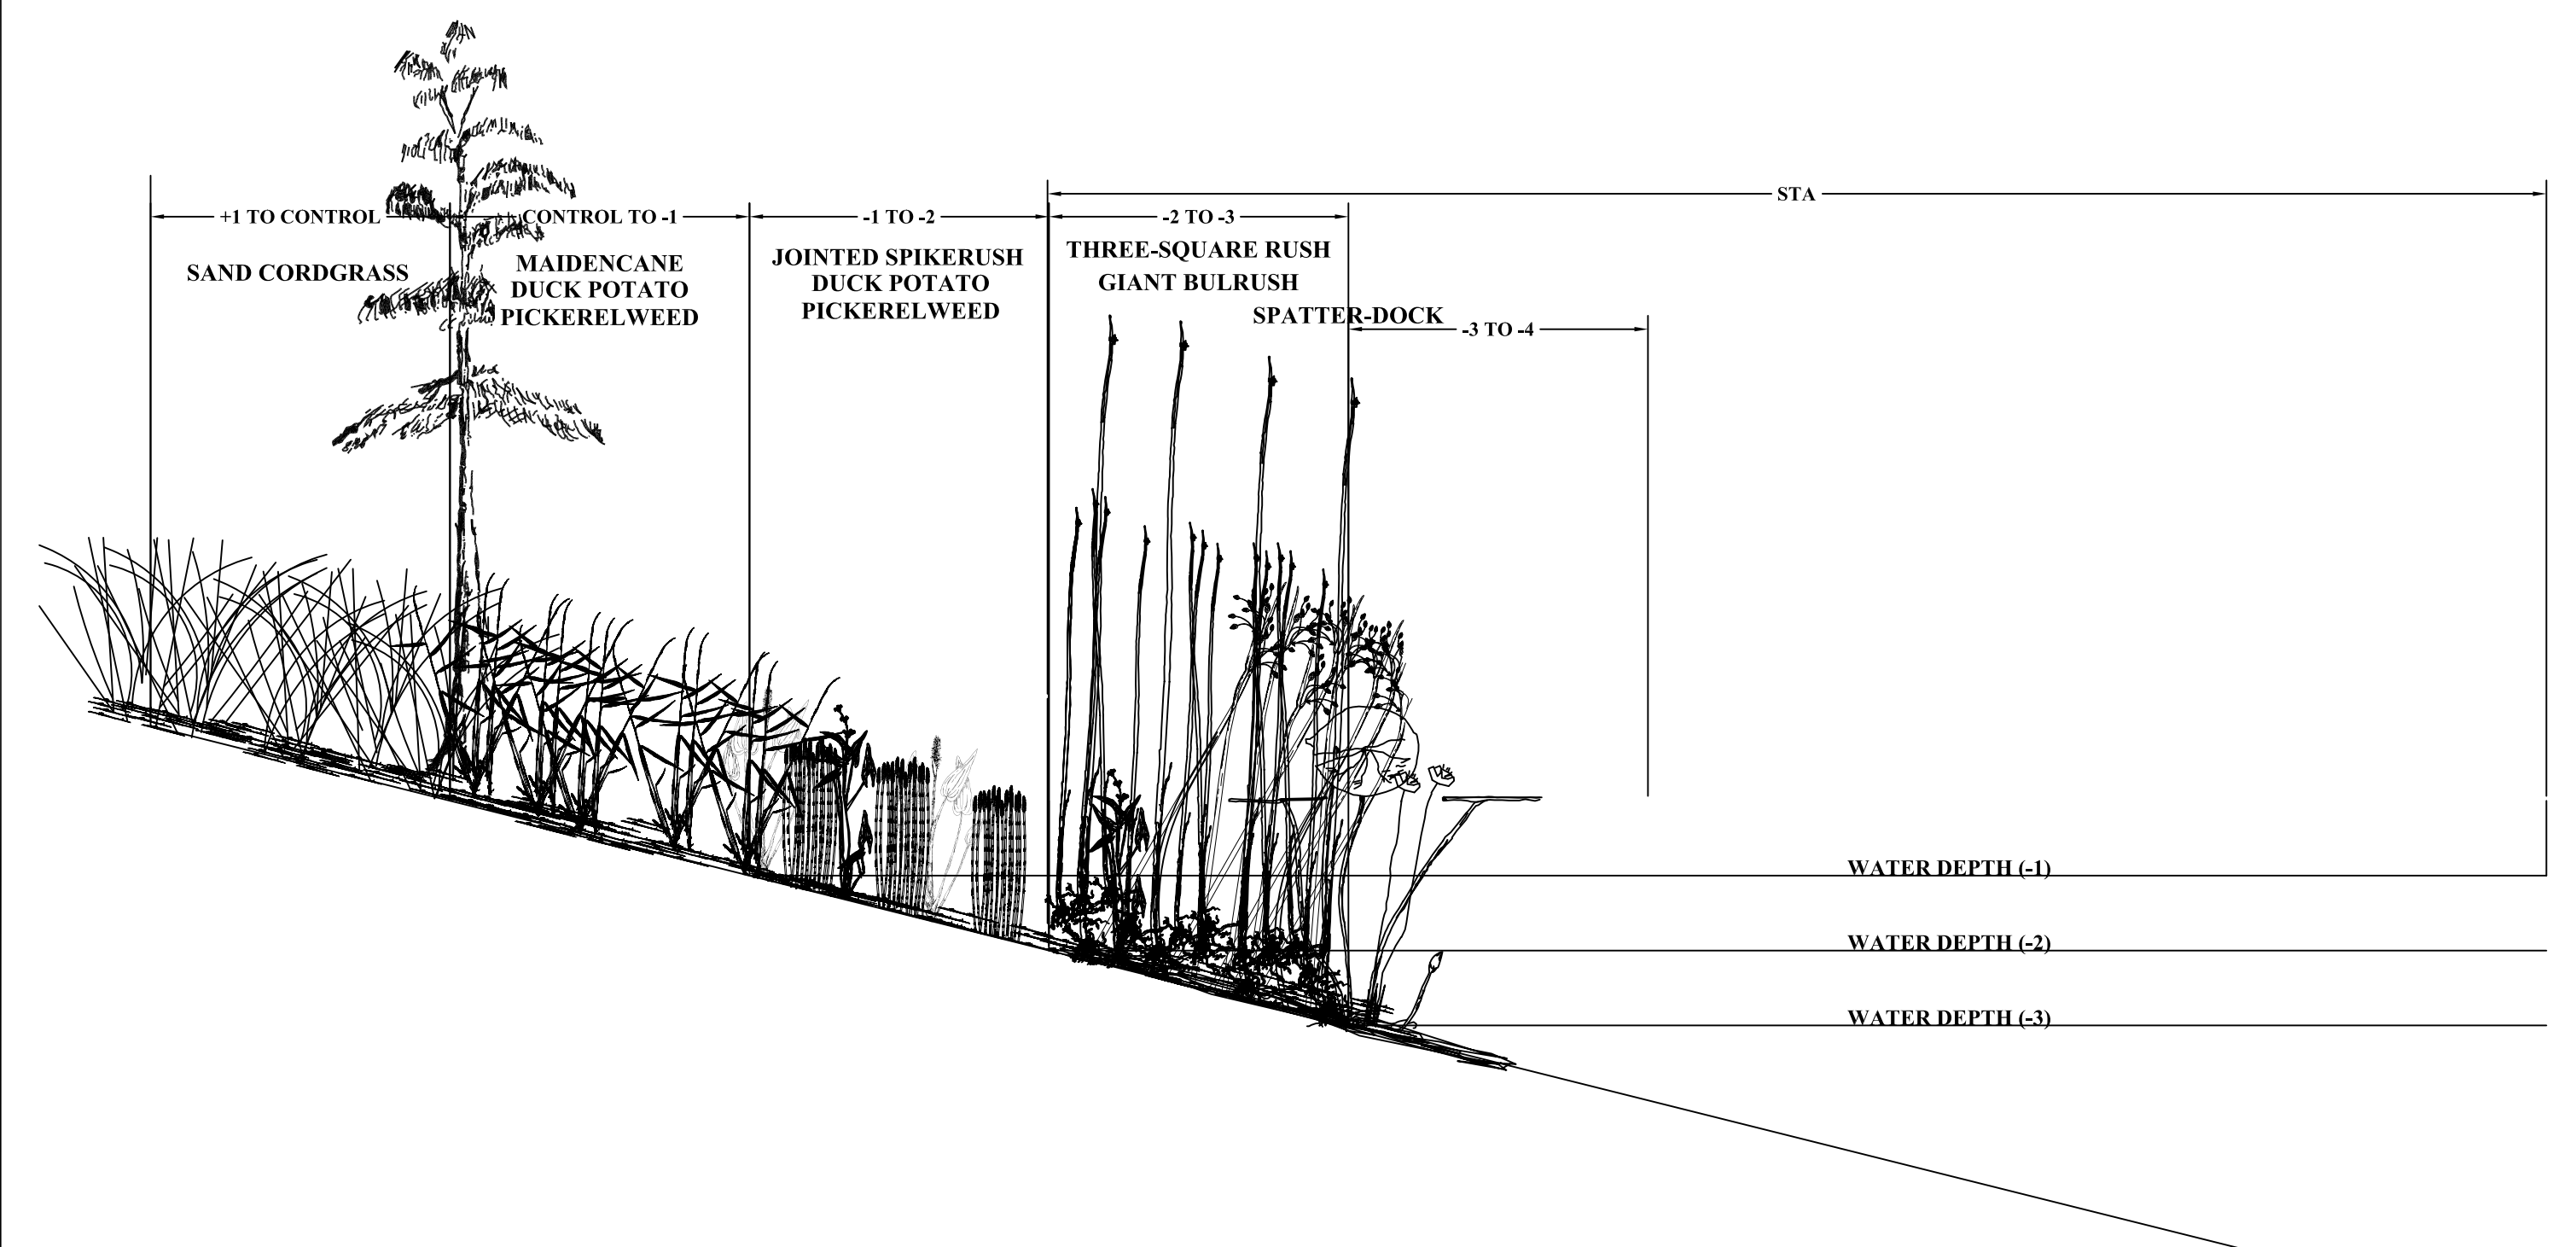 STA
+1 TO CONTROL
CONTROL TO -1
-1 TO -2
-2 TO -3
SAND CORDGRASS
MAIDENCANE
DUCK POTATO
PICKERELWEED
JOINTED SPIKERUSH
DUCK POTATO
PICKERELWEED
THREE-SQUARE RUSH
GIANT BULRUSH
SPATTER-DOCK
-3 TO -4
WATER DEPTH (-1)
WATER DEPTH (-2)
WATER DEPTH (-3)